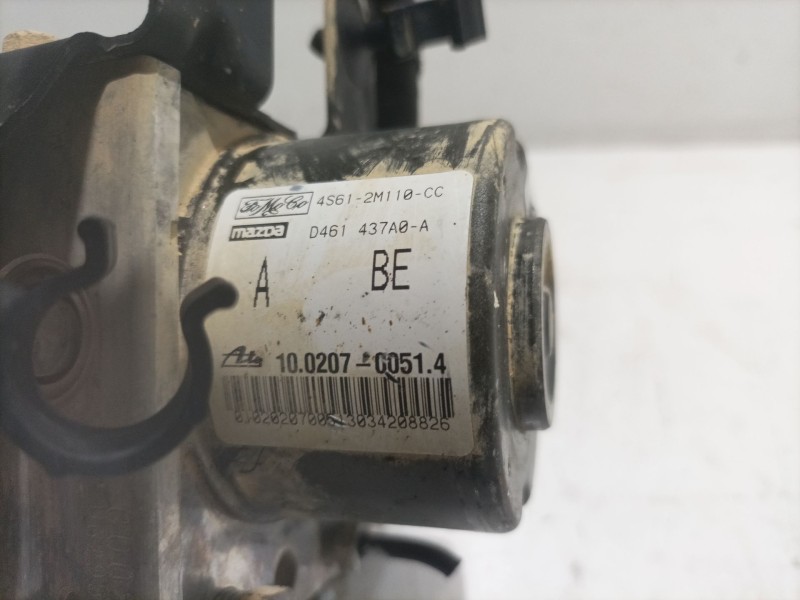 FoMoCo 4S61-2M110-CC
mazda D461 437A0-A
A BE
Ate 10.0207-0051.4